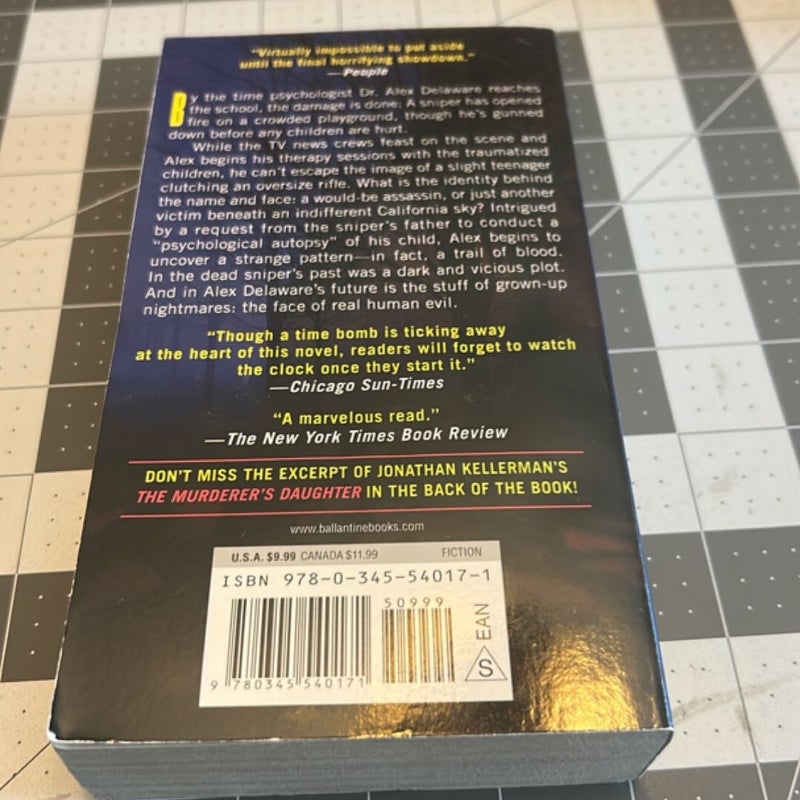 "Virtually impossible to put aside
until the final horrifying showdown."
—People
By the time psychologist Dr. Alex Delaware reaches
the school, the damage is done: A sniper has opened
fire on a crowded playground, though he's gunned
down before any children are hurt.
While the TV news crews feast on the scene and
Alex begins his therapy sessions with the traumatized
children, he can't escape the image of a slight teenager
clutching an oversize rifle. What is the identity behind
the name and face: a would-be assassin, or just another
victim beneath an indifferent California sky? Intrigued
by a request from the sniper's father to conduct a
"psychological autopsy" of his child, Alex begins to
uncover a strange pattern—in fact, a trail of blood.
In the dead sniper's past was a dark and vicious plot.
And in Alex Delaware's future is the stuff of grown-up
nightmares: the face of real human evil.
"Though a time bomb is ticking away
at the heart of this novel, readers will forget to watch
the clock once they start it."
—Chicago Sun-Times
"A marvelous read."
—The New York Times Book Review
DON'T MISS THE EXCERPT OF JONATHAN KELLERMAN'S
THE MURDERER'S DAUGHTER IN THE BACK OF THE BOOK!
www.ballantinebooks.com
U.S.A. $9.99 CANADA $11.99 FICTION
ISBN 978-0-345-54017-1
50999
EAN
S
9 780345 540171